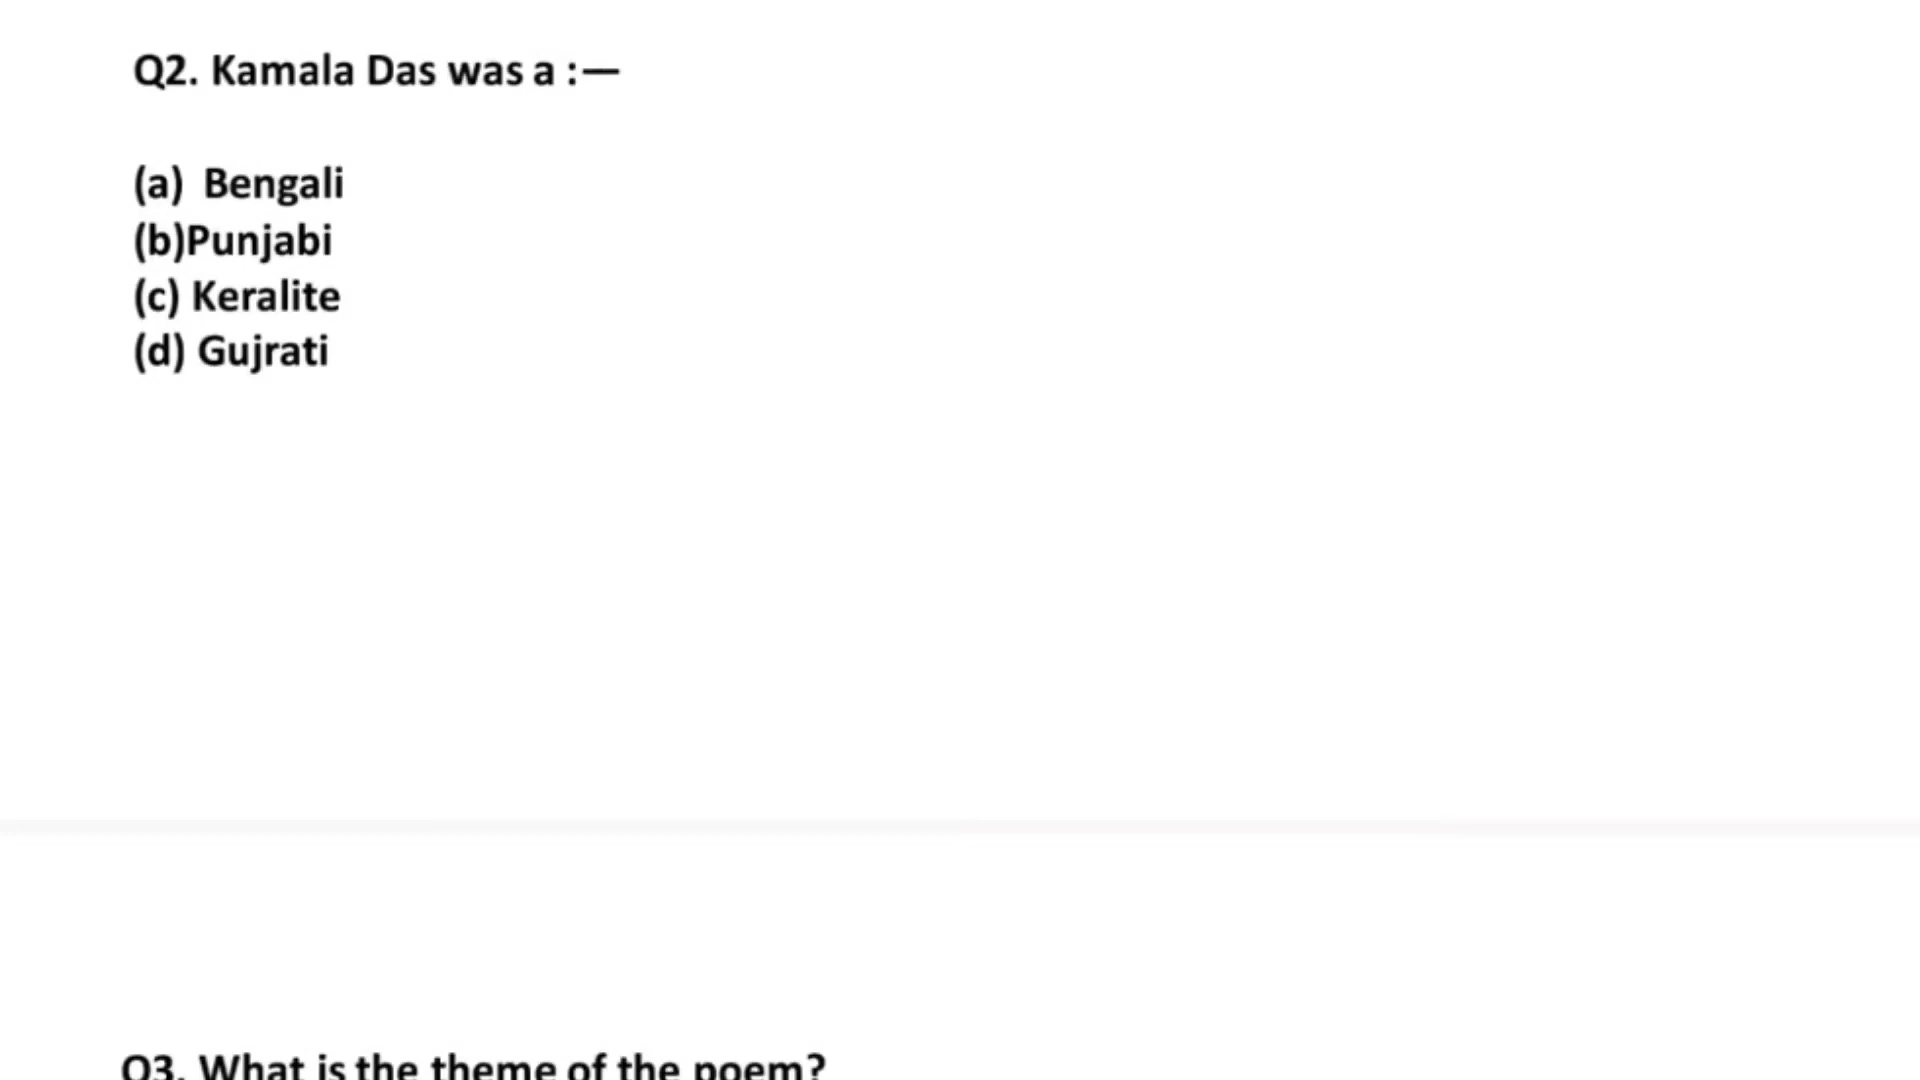 Q2. Kamala Das was a :—
(a) Bengali
(b)Punjabi
(c) Keralite
(d) Gujrati
Q3. What is the theme of the poem?